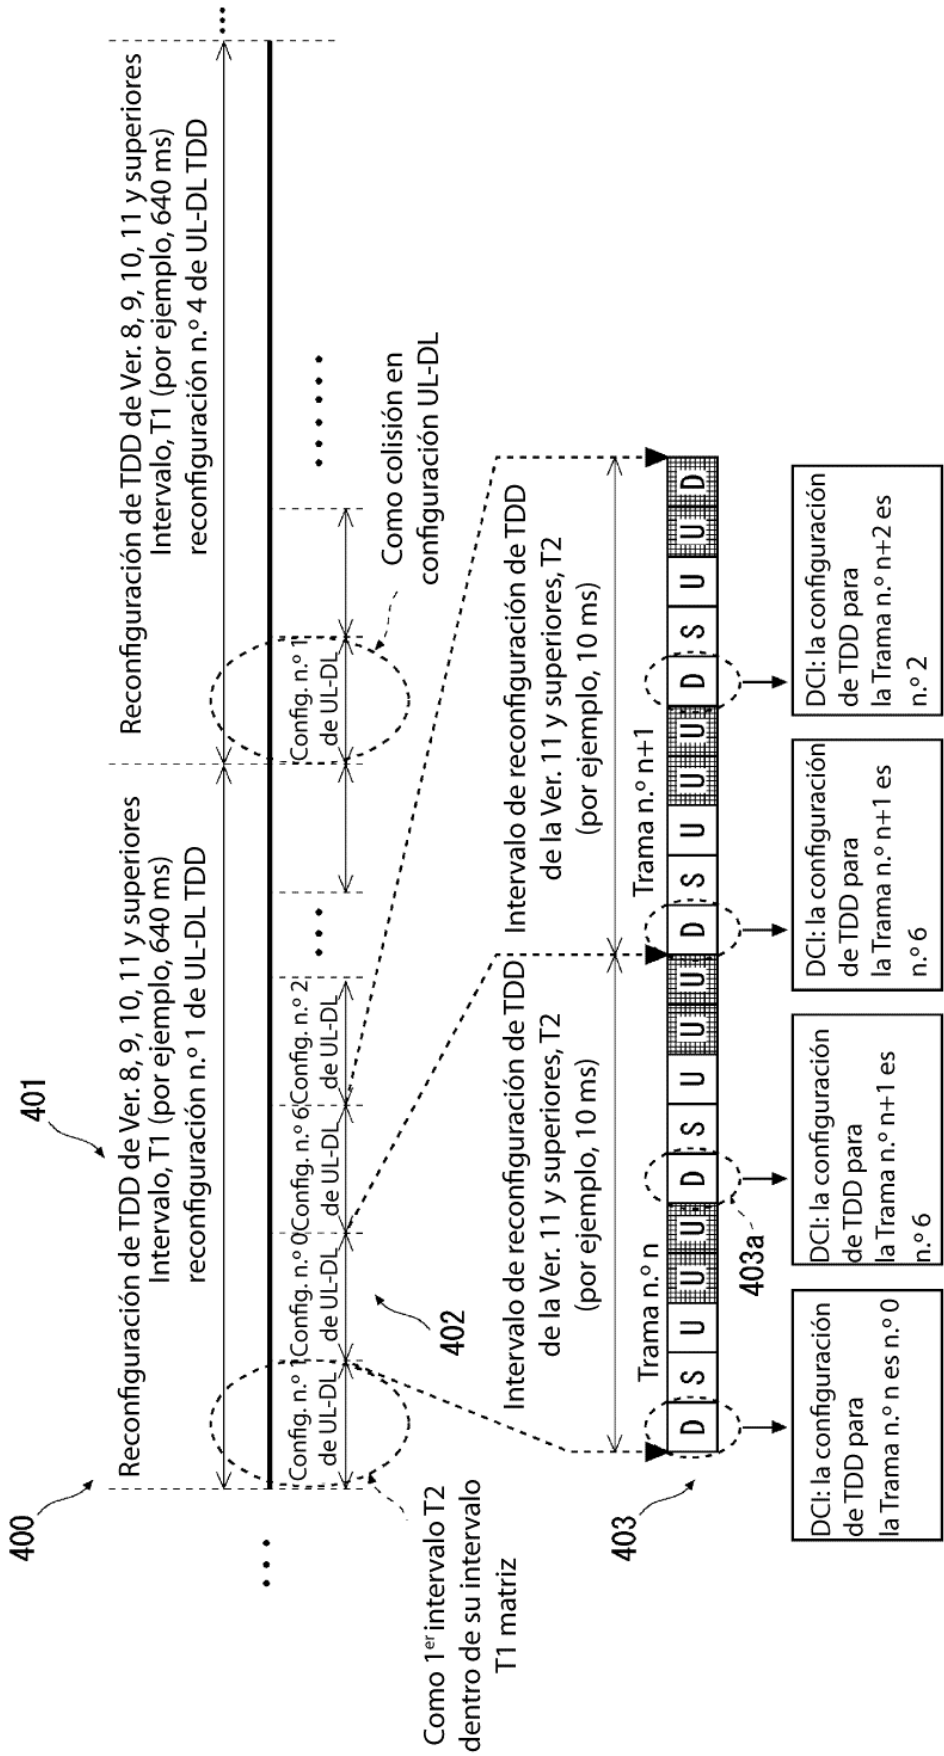 400
401
Reconfiguración de TDD de Ver. 8, 9, 10, 11 y superiores
Intervalo, T1 (por ejemplo, 640 ms)
reconfiguración n.º 1 de UL-DL TDD
Reconfiguración de TDD de Ver. 8, 9, 10, 11 y superiores
Intervalo, T1 (por ejemplo, 640 ms)
reconfiguración n.º 4 de UL-DL TDD
...
...
Config. n.º 1
de UL-DL
Config. n.º 0
de UL-DL
Config. n.º 6
de UL-DL
Config. n.º 2
de UL-DL
...
Config. n.º 1
de UL-DL
......
Como 1er intervalo T2
dentro de su intervalo
T1 matriz
402
Como colisión en
configuración UL-DL
Intervalo de reconfiguración de TDD
de la Ver. 11 y superiores, T2
(por ejemplo, 10 ms)
Intervalo de reconfiguración de TDD
de la Ver. 11 y superiores, T2
(por ejemplo, 10 ms)
403
Trama n.º n
Trama n.º n+1
D S U U U D S U U U D S U U U D S U U D
403a
DCI: la configuración
de TDD para
la Trama n.º n es n.º 0
DCI: la configuración
de TDD para
la Trama n.º n+1 es
n.º 6
DCI: la configuración
de TDD para
la Trama n.º n+1 es
n.º 6
DCI: la configuración
de TDD para
la Trama n.º n+2 es
n.º 2